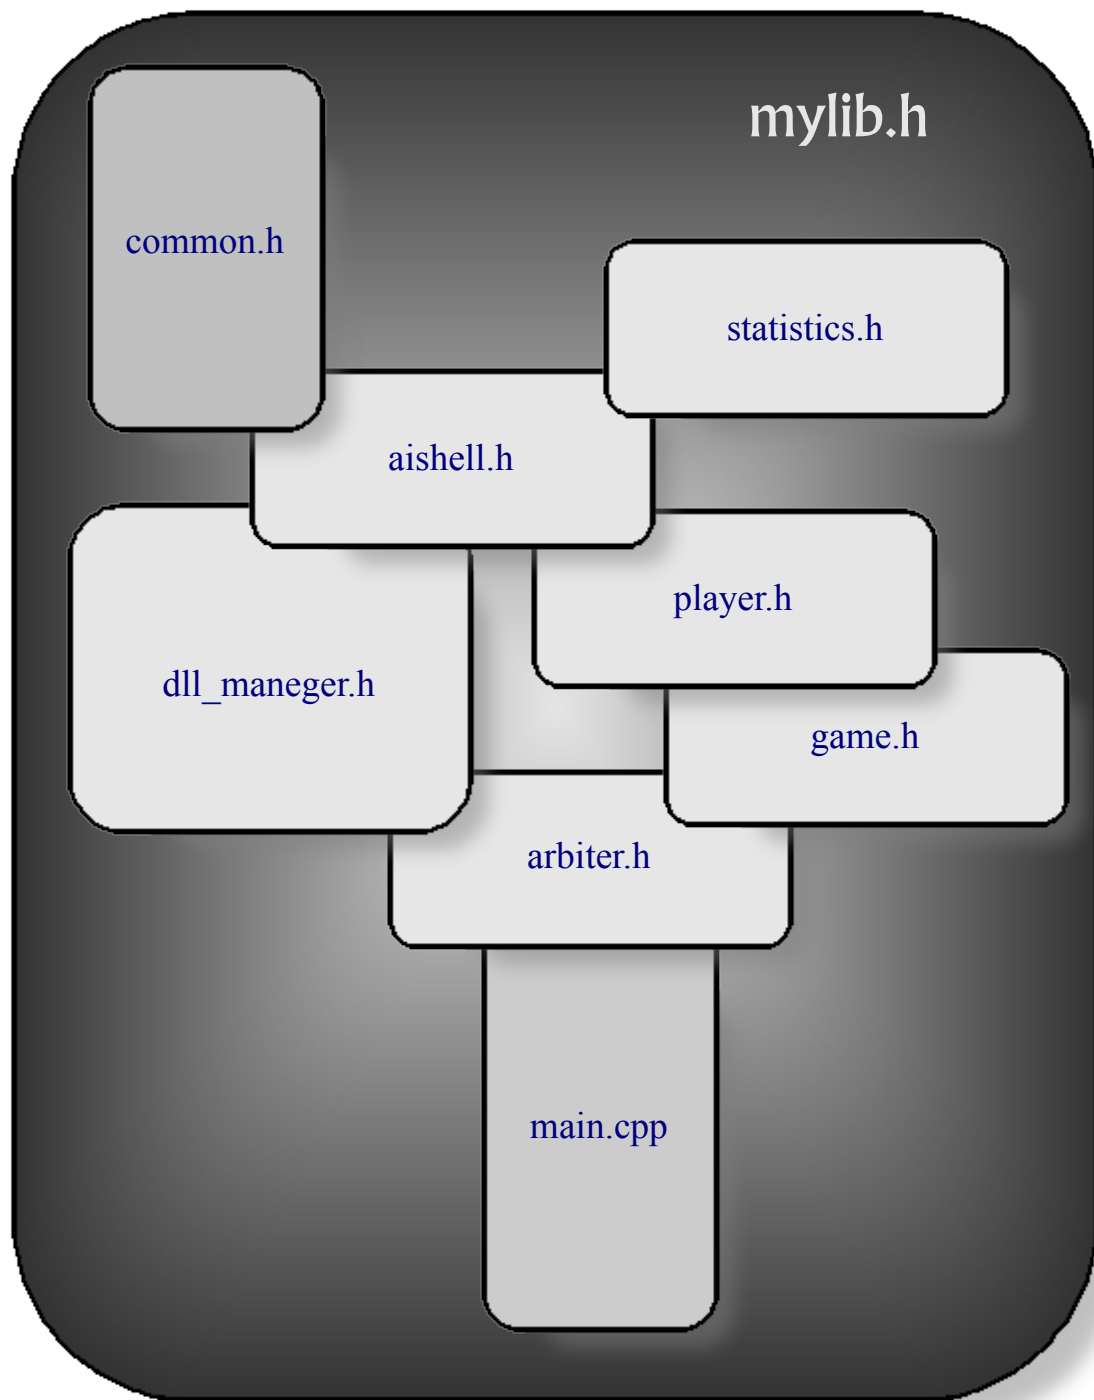 mylib.h
common.h
statistics.h
aishell.h
player.h
dll_maneger.h
game.h
arbiter.h
main.cpp